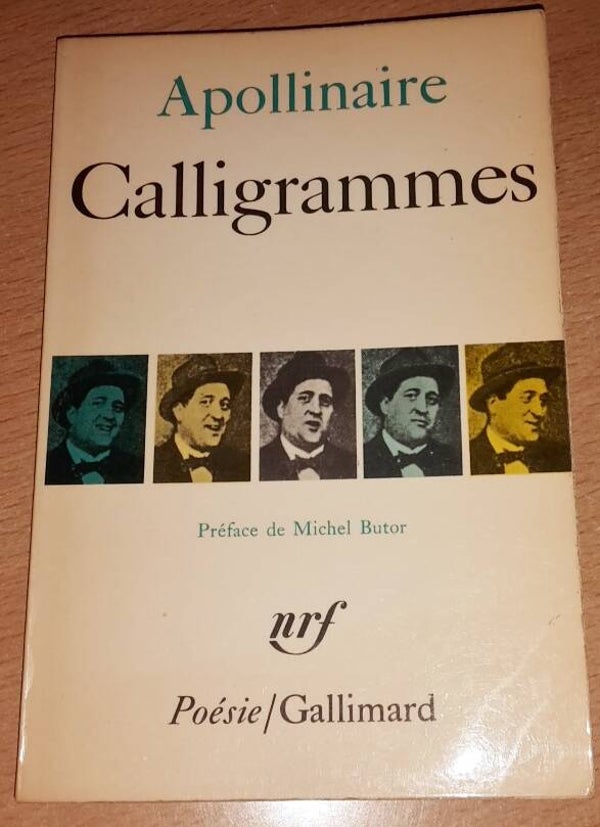 Apollinaire
Calligrammes
Préface de Michel Butor
nrf
Poésie/Gallimard